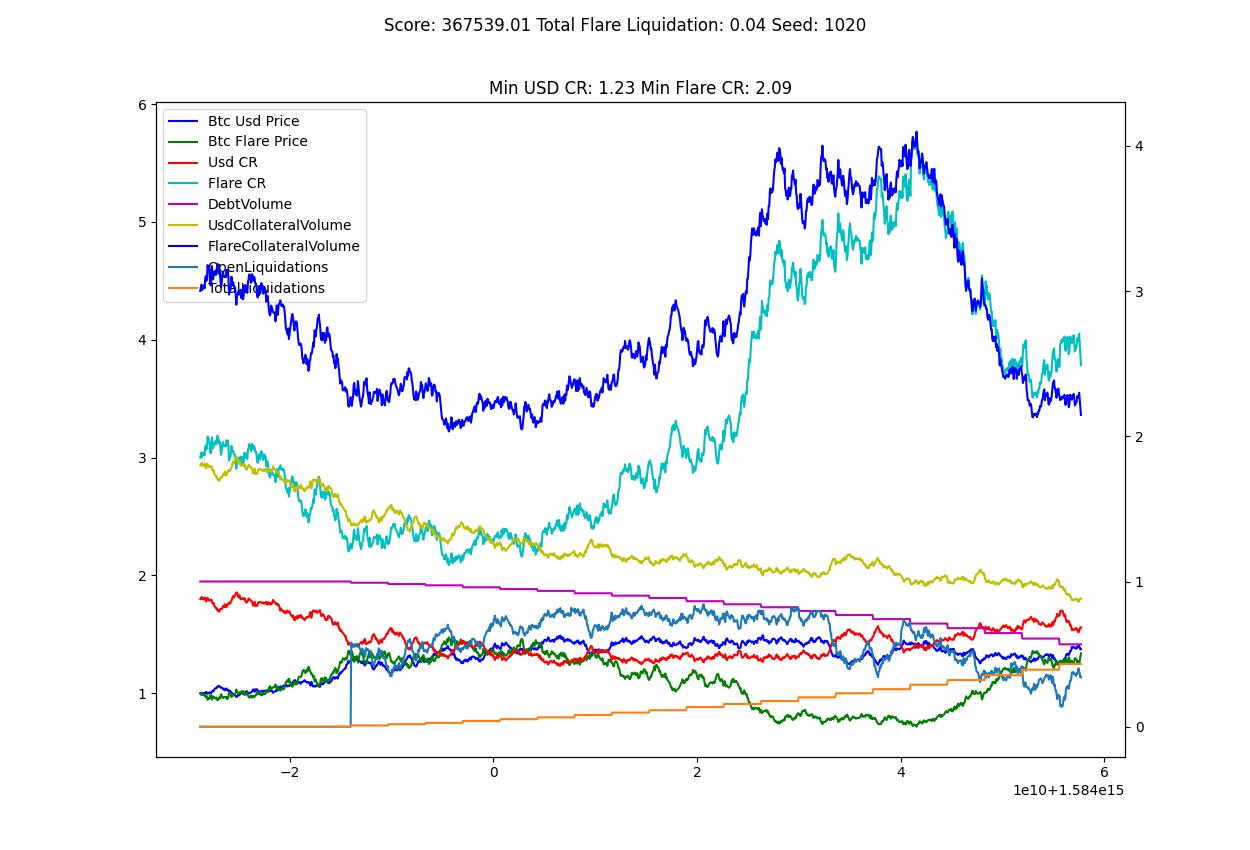 Score: 367539.01 Total Flare Liquidation: 0.04 Seed: 1020
Min USD CR: 1.23 Min Flare CR: 2.09
Btc Usd Price
Btc Flare Price
Usd CR
Flare CR
DebtVolume
UsdCollateralVolume
FlareCollateralVolume
OpenLiquidations
TotalLiquidations
6
5
4
3
2
1
4
3
2
1
0
−2
0
2
4
6
1e10+1.584e15